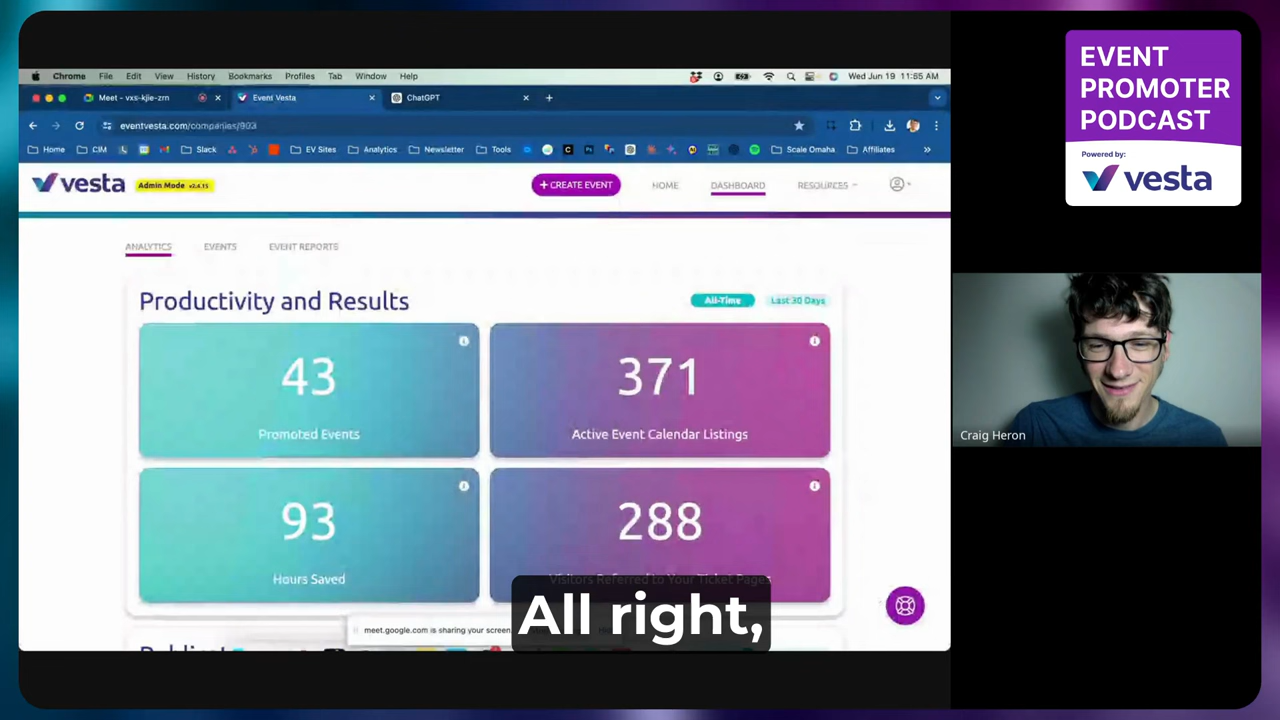 Chrome File Edit View History Bookmarks Profiles Tab Window Help
Wed Jun 19 11:55 AM
Meet - vxs-kjie-zrn
Event Vesta
ChatGPT
eventvesta.com/companies/903
Home CIM Slack EV Sites Analytics Newsletter Tools Scale Omaha Affiliates
vesta Admin Mode v2.4.15
+ CREATE EVENT HOME DASHBOARD RESOURCES
ANALYTICS EVENTS EVENT REPORTS
Productivity and Results
All-Time Last 30 Days
43
Promoted Events
371
Active Event Calendar Listings
93
Hours Saved
288
Visitors Referred to Your Ticket Pages
meet.google.com is sharing your screen.
All right,
EVENT
PROMOTER
PODCAST
Powered by:
vesta
Craig Heron